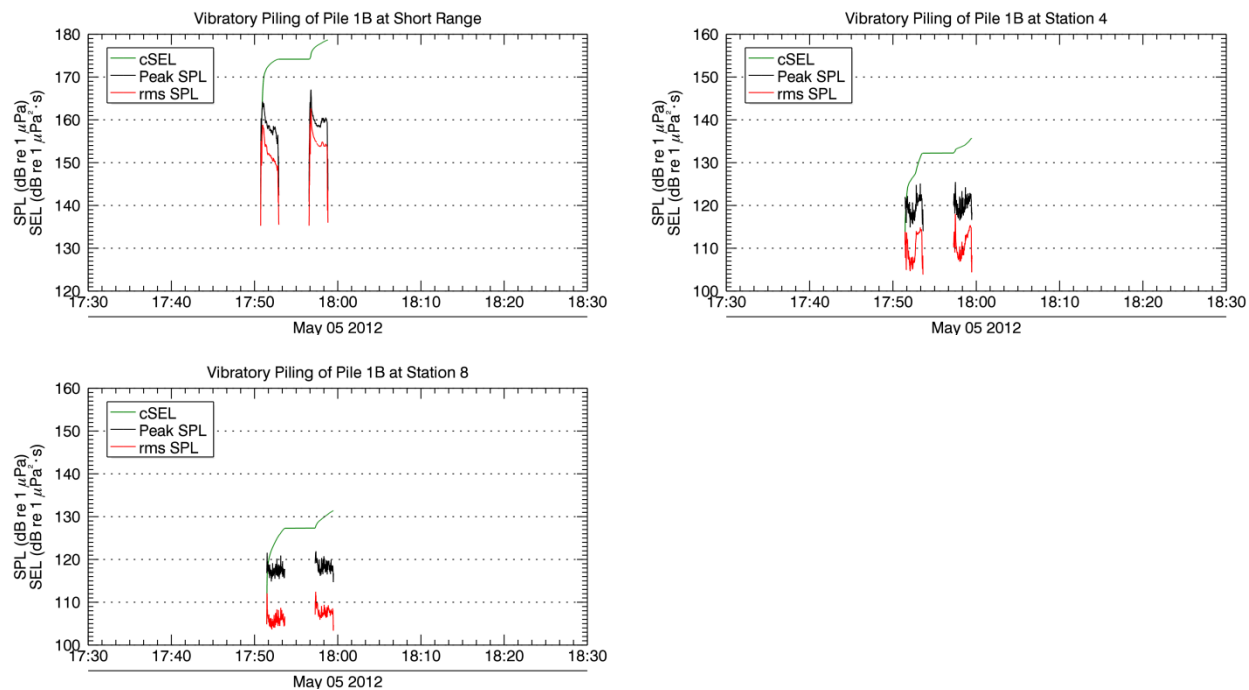 Vibratory Piling of Pile 1B at Short Range
SPL (dB re 1 µPa)
SEL (dB re 1 µPa²·s)
180
170
160
150
140
130
120
cSEL
Peak SPL
rms SPL
17:30 17:40 17:50 18:00 18:10 18:20 18:30
May 05 2012
Vibratory Piling of Pile 1B at Station 4
SPL (dB re 1 µPa)
SEL (dB re 1 µPa²·s)
160
150
140
130
120
110
100
cSEL
Peak SPL
rms SPL
17:30 17:40 17:50 18:00 18:10 18:20 18:30
May 05 2012
Vibratory Piling of Pile 1B at Station 8
SPL (dB re 1 µPa)
SEL (dB re 1 µPa²·s)
160
150
140
130
120
110
100
cSEL
Peak SPL
rms SPL
17:30 17:40 17:50 18:00 18:10 18:20 18:30
May 05 2012